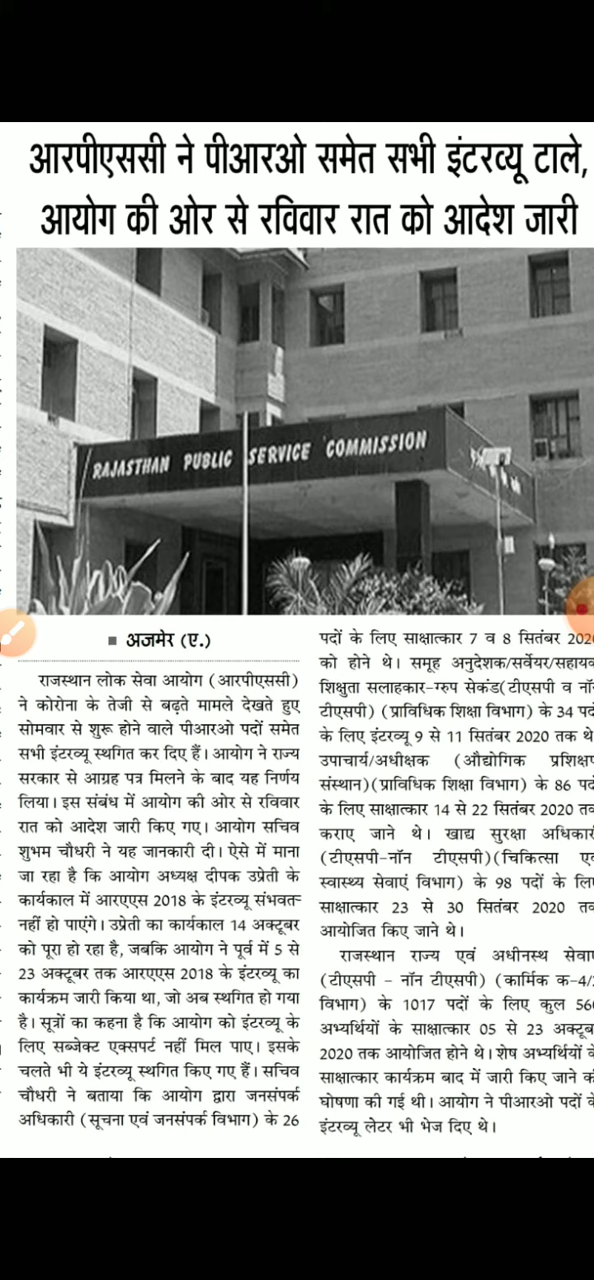 आरपीएससी ने पीआरओ समेत सभी इंटरव्यू टाले,
आयोग की ओर से रविवार रात को आदेश जारी
RAJASTHAN PUBLIC SERVICE COMMISSION
■ अजमेर (ए.)
राजस्थान लोक सेवा आयोग (आरपीएससी)
ने कोरोना के तेजी से बढ़ते मामले देखते हुए
सोमवार से शुरू होने वाले पीआरओ पदों समेत
सभी इंटरव्यू स्थगित कर दिए हैं। आयोग ने राज्य
सरकार से आग्रह पत्र मिलने के बाद यह निर्णय
लिया। इस संबंध में आयोग की ओर से रविवार
रात को आदेश जारी किए गए। आयोग सचिव
शुभम चौधरी ने यह जानकारी दी। ऐसे में माना
जा रहा है कि आयोग अध्यक्ष दीपक उप्रेती के
कार्यकाल में आरएएस 2018 के इंटरव्यू संभवत-
नहीं हो पाएंगे। उप्रेती का कार्यकाल 14 अक्टूबर
को पूरा हो रहा है, जबकि आयोग ने पूर्व में 5 से
23 अक्टूबर तक आरएएस 2018 के इंटरव्यू का
कार्यक्रम जारी किया था, जो अब स्थगित हो गया
है। सूत्रों का कहना है कि आयोग को इंटरव्यू के
लिए सब्जेक्ट एक्सपर्ट नहीं मिल पाए। इसके
चलते भी ये इंटरव्यू स्थगित किए गए हैं। सचिव
चौधरी ने बताया कि आयोग द्वारा जनसंपर्क
अधिकारी (सूचना एवं जनसंपर्क विभाग) के 26
पदों के लिए साक्षात्कार 7 व 8 सितंबर
को होने थे। समूह अनुदेशक/सर्वेयर/सहायक
शिक्षुता सलाहकार-ग्रुप सेकंड(टीएसपी व
टीएसपी) (प्राविधिक शिक्षा विभाग) के 34
के लिए इंटरव्यू 9 से 11 सितंबर 2020 तक थे
उपाचार्य/अधीक्षक (औद्योगिक प्रशिक्षण
संस्थान)(प्राविधिक शिक्षा विभाग) के 86
के लिए साक्षात्कार 14 से 22 सितंबर 2020 तक
कराए जाने थे। खाद्य सुरक्षा अधिकारी
(टीएसपी-नॉन टीएसपी)(चिकित्सा
स्वास्थ्य सेवाएं विभाग) के 98 पदों के
साक्षात्कार 23 से 30 सितंबर 2020
आयोजित किए जाने थे।
राजस्थान राज्य एवं अधीनस्थ
(टीएसपी - नॉन टीएसपी) (कार्मिक
विभाग) के 1017 पदों के लिए कुल
अभ्यर्थियों के साक्षात्कार 05 से 23
2020 तक आयोजित होने थे। शेष अभ्यर्थियों
साक्षात्कार कार्यक्रम बाद में जारी किए जाने
घोषणा की गई थी। आयोग ने पीआरओ पदों
इंटरव्यू लेटर भी भेज दिए थे।